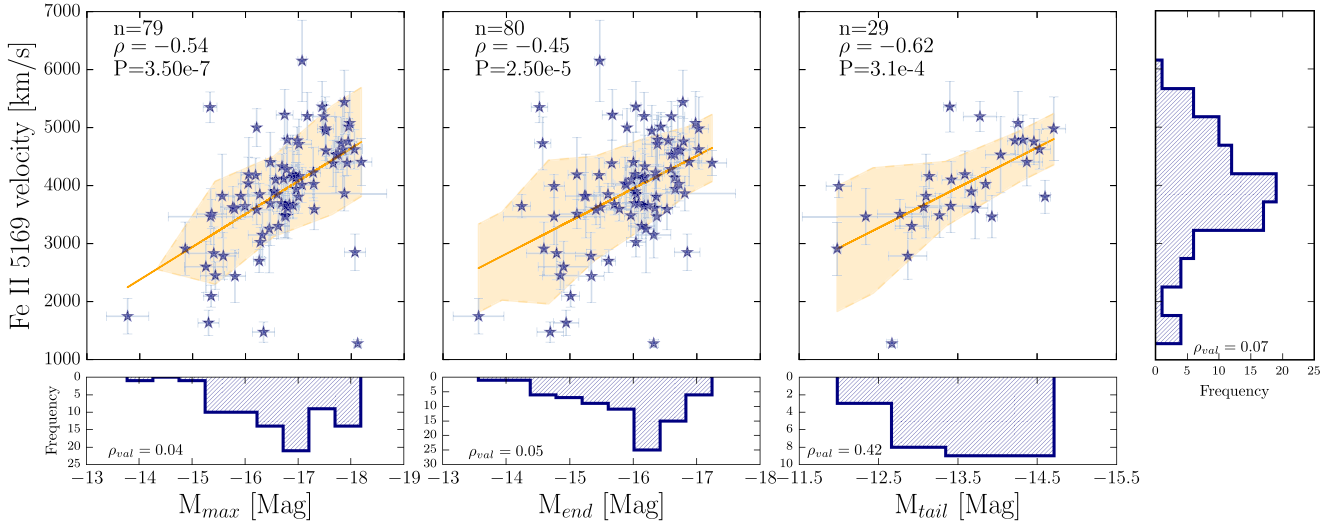 n=79
ρ = −0.54
P=3.50e-7
n=80
ρ = −0.45
P=2.50e-5
n=29
ρ = −0.62
P=3.1e-4
Fe II 5169 velocity [km/s]
7000
6000
5000
4000
3000
2000
1000
ρval = 0.07
0 5 10 15 20 25
Frequency
Frequency
0
5
10
15
20
25
ρval = 0.04
−13 −14 −15 −16 −17 −18 −19
Mmax [Mag]
0
5
10
15
20
25
30
ρval = 0.05
−13 −14 −15 −16 −17 −18
Mend [Mag]
0
2
4
6
8
10
ρval = 0.42
−11.5 −12.5 −13.5 −14.5 −15.5
Mtail [Mag]